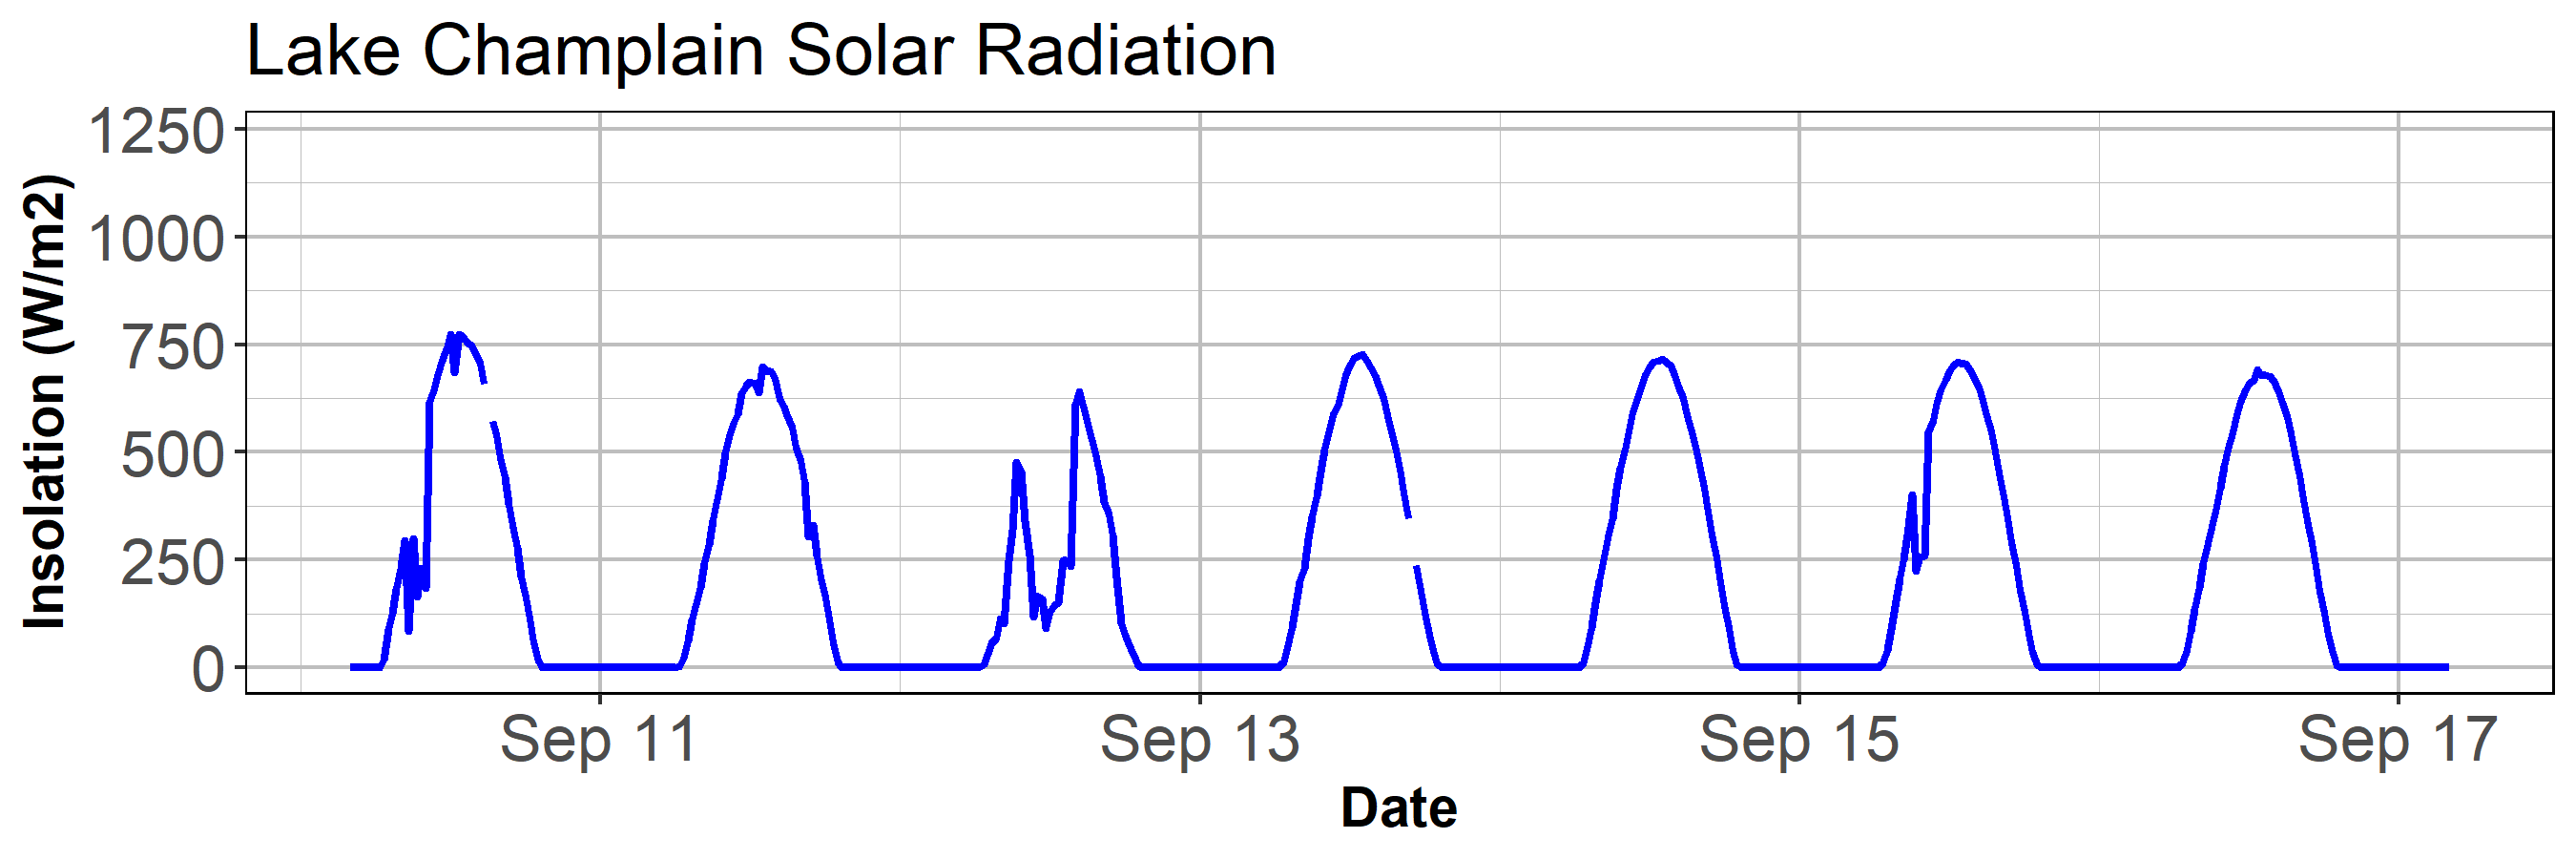 Lake Champlain Solar Radiation
Insolation (W/m2)
1250
1000
750
500
250
0
Sep 11 Sep 13 Sep 15 Sep 17
Date